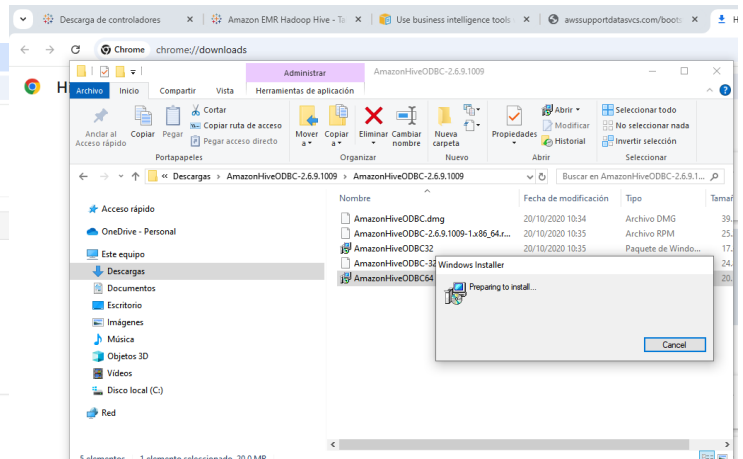 Descarga de controladores
Amazon EMR Hadoop Hive - Ta
Use business intelligence tools
awssupportdatasvcs.com/boots
H
Chrome chrome://downloads
H
Administrar
AmazonHiveODBC-2.6.9.1009
Archivo Inicio Compartir Vista Herramientas de aplicación
Anclar al
Acceso rápido
Copiar
Pegar
Cortar
Copiar ruta de acceso
Pegar acceso directo
Mover
a
Copiar
a
Eliminar
Cambiar
nombre
Nueva
carpeta
Propiedades
Abrir
Modificar
Historial
Seleccionar todo
No seleccionar nada
Invertir selección
Portapapeles
Organizar
Nuevo
Abrir
Seleccionar
« Descargas > AmazonHiveODBC-2.6.9.1009 > AmazonHiveODBC-2.6.9.1009
Buscar en AmazonHiveODBC-2.6.9.1...
Nombre Fecha de modificación Tipo Tamañ
Acceso rápido
OneDrive - Personal
Este equipo
Descargas
Documentos
Escritorio
Imágenes
Música
Objetos 3D
Vídeos
Disco local (C:)
Red
AmazonHiveODBC.dmg 20/10/2020 10:34 Archivo DMG 39.
AmazonHiveODBC-2.6.9.1009-1.x86_64.r... 20/10/2020 10:35 Archivo RPM 25.
AmazonHiveODBC32 20/10/2020 10:35 Paquete de Windo... 17.
AmazonHiveODBC-32 24.
AmazonHiveODBC64 20.
Windows Installer
Preparing to install...
Cancel
5 elementos 1 elemento seleccionado 20,0 MB